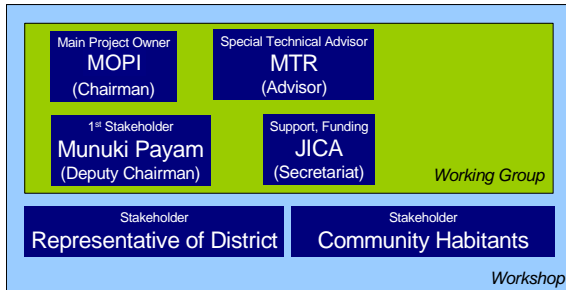 Main Project Owner
MOPI
(Chairman)
Special Technical Advisor
MTR
(Advisor)
1st Stakeholder
Munuki Payam
(Deputy Chairman)
Support, Funding
JICA
(Secretariat)
Working Group
Stakeholder
Representative of District
Stakeholder
Community Habitants
Workshop